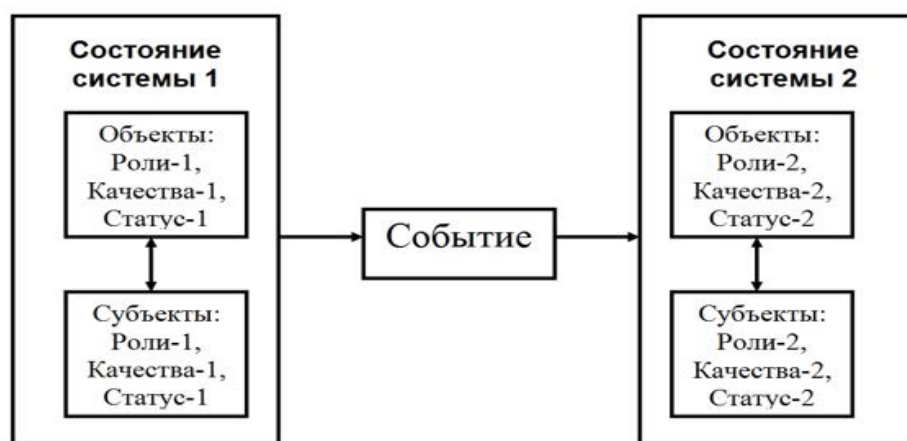 Состояние
системы 1
Объекты:
Роли-1,
Качества-1,
Статус-1
Субъекты:
Роли-1,
Качества-1,
Статус-1
Событие
Состояние
системы 2
Объекты:
Роли-2,
Качества-2,
Статус-2
Субъекты:
Роли-2,
Качества-2,
Статус-2